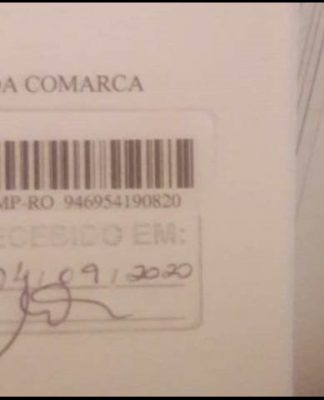 DA COMARCA
MP-RO 946954190820
RECEBIDO EM:
04/09/2020